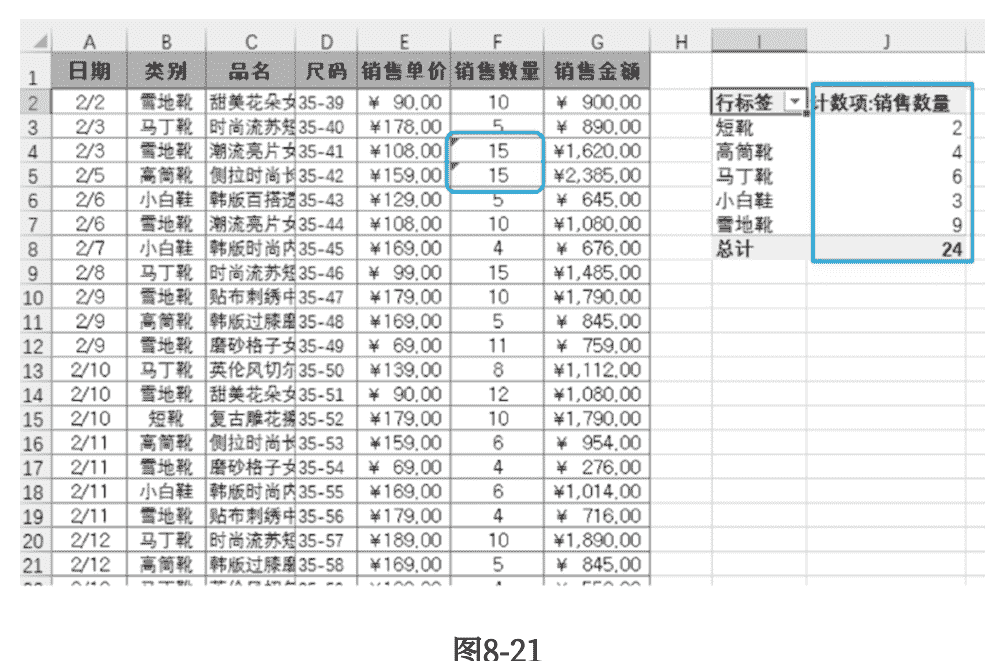 A B C D E F G H I J
1 日期 类别 品名 尺码 销售单价 销售数量 销售金额
2 2/2 雪地靴 甜美花朵女 35-39 ¥ 90.00 10 ¥ 900.00 行标签 计数项:销售数量
3 2/3 马丁靴 时尚流苏短 35-40 ¥178.00 5 ¥ 890.00 短靴 2
4 2/3 雪地靴 潮流亮片女 35-41 ¥108.00 15 ¥1,620.00 高筒靴 4
5 2/5 高筒靴 侧拉时尚长 35-42 ¥159.00 15 ¥2,385.00 马丁靴 6
6 2/6 小白鞋 韩版百搭透 35-43 ¥129.00 5 ¥ 645.00 小白鞋 3
7 2/6 雪地靴 潮流亮片女 35-44 ¥108.00 10 ¥1,080.00 雪地靴 9
8 2/7 小白鞋 韩版时尚内 35-45 ¥169.00 4 ¥ 676.00 总计 24
9 2/8 马丁靴 时尚流苏短 35-46 ¥ 99.00 15 ¥1,485.00
10 2/9 雪地靴 贴布刺绣中 35-47 ¥179.00 10 ¥1,790.00
11 2/9 高筒靴 韩版过膝磨 35-48 ¥169.00 5 ¥ 845.00
12 2/9 雪地靴 磨砂格子女 35-49 ¥ 69.00 11 ¥ 759.00
13 2/10 马丁靴 英伦风切尔 35-50 ¥139.00 8 ¥1,112.00
14 2/10 雪地靴 甜美花朵女 35-51 ¥ 90.00 12 ¥1,080.00
15 2/10 短靴 复古雕花擦 35-52 ¥179.00 10 ¥1,790.00
16 2/11 高筒靴 侧拉时尚长 35-53 ¥159.00 6 ¥ 954.00
17 2/11 雪地靴 磨砂格子女 35-54 ¥ 69.00 4 ¥ 276.00
18 2/11 小白鞋 韩版时尚内 35-55 ¥169.00 6 ¥1,014.00
19 2/11 雪地靴 贴布刺绣中 35-56 ¥179.00 4 ¥ 716.00
20 2/12 马丁靴 时尚流苏短 35-57 ¥189.00 10 ¥1,890.00
21 2/12 高筒靴 韩版过膝磨 35-58 ¥169.00 5 ¥ 845.00
图8-21